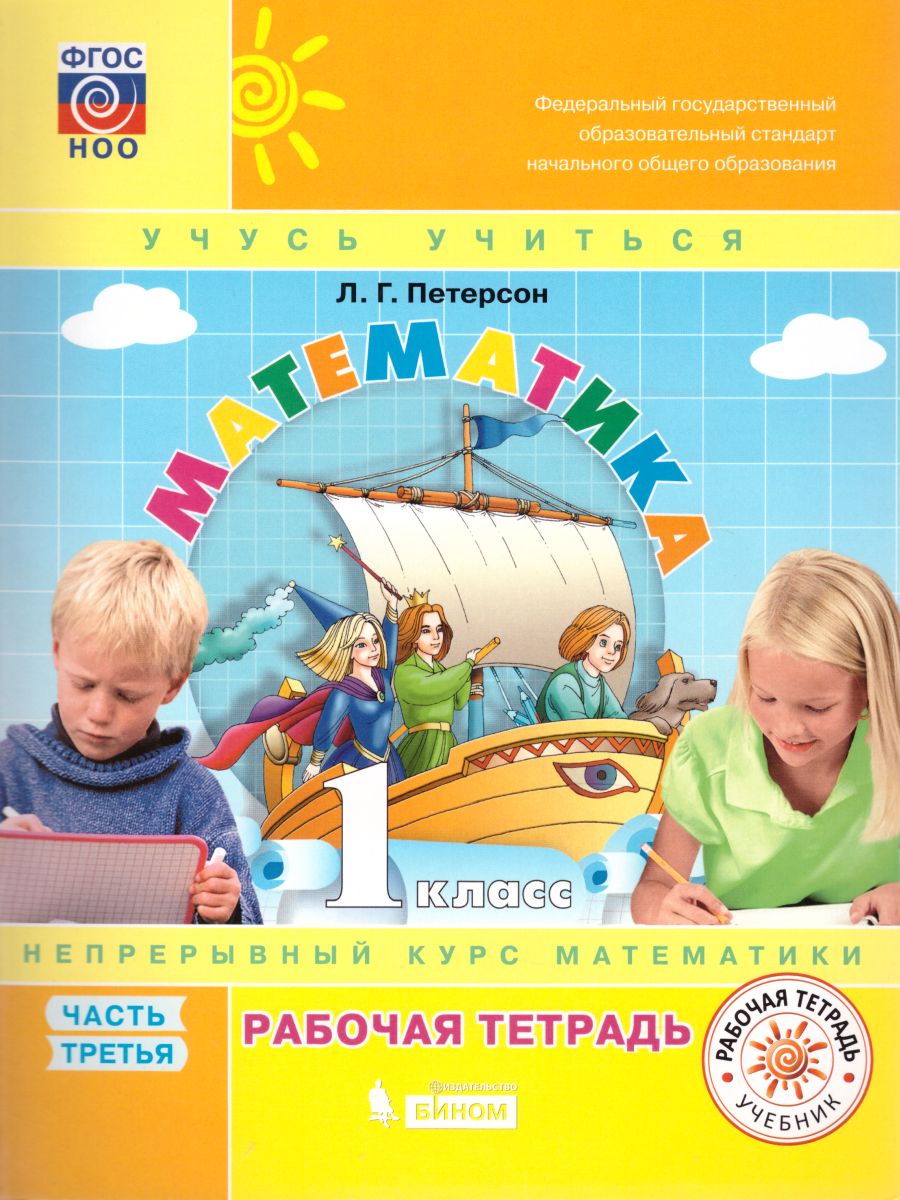 ФГОС
НОО
Федеральный государственный
образовательный стандарт
начального общего образования
УЧУСЬ УЧИТЬСЯ
Л. Г. Петерсон
МАТЕМАТИКА
1 класс
НЕПРЕРЫВНЫЙ КУРС МАТЕМАТИКИ
ЧАСТЬ
ТРЕТЬЯ
РАБОЧАЯ ТЕТРАДЬ
ИЗДАТЕЛЬСТВО
БИНОМ
РАБОЧАЯ ТЕТРАДЬ
УЧЕБНИК